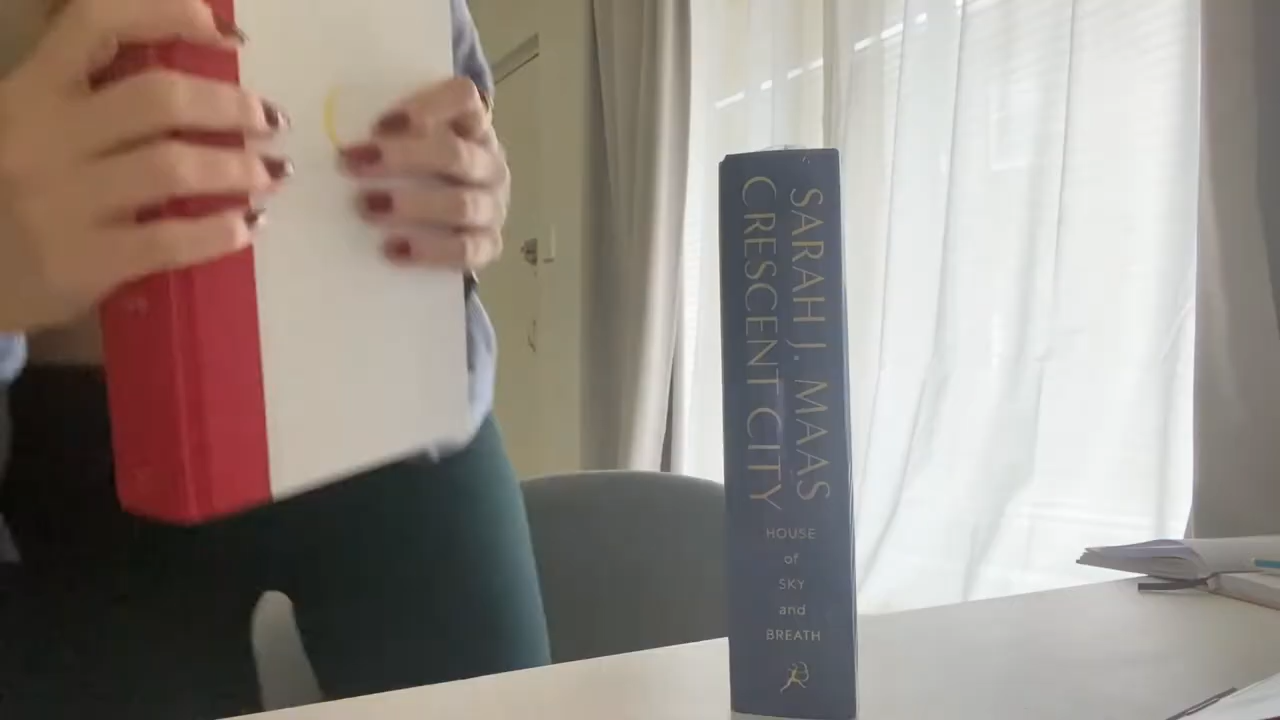 SARAH J. MAAS
CRESCENT CITY
HOUSE
of
SKY
and
BREATH